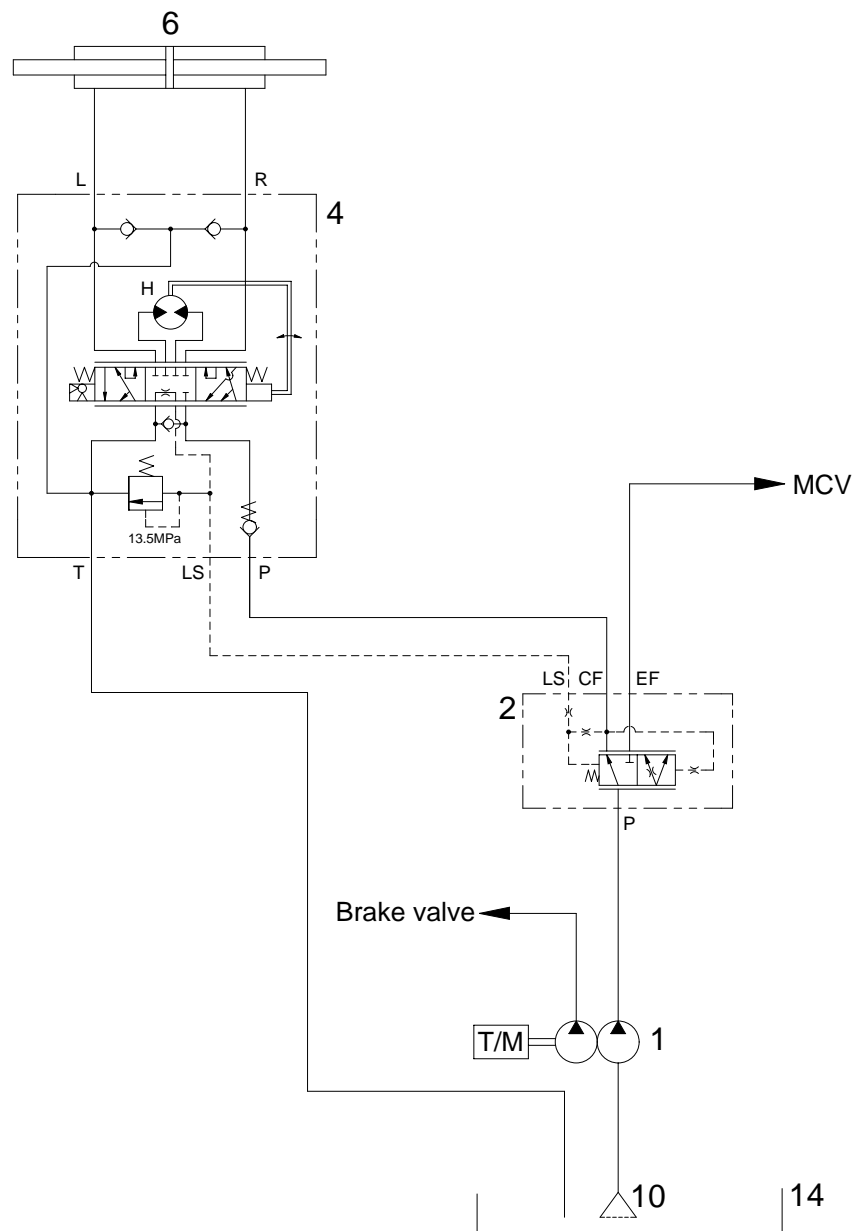 6
L R
4
H
MCV
13.5MPa
T LS P
LS CF EF
2
P
Brake valve
T/M
1
10
14